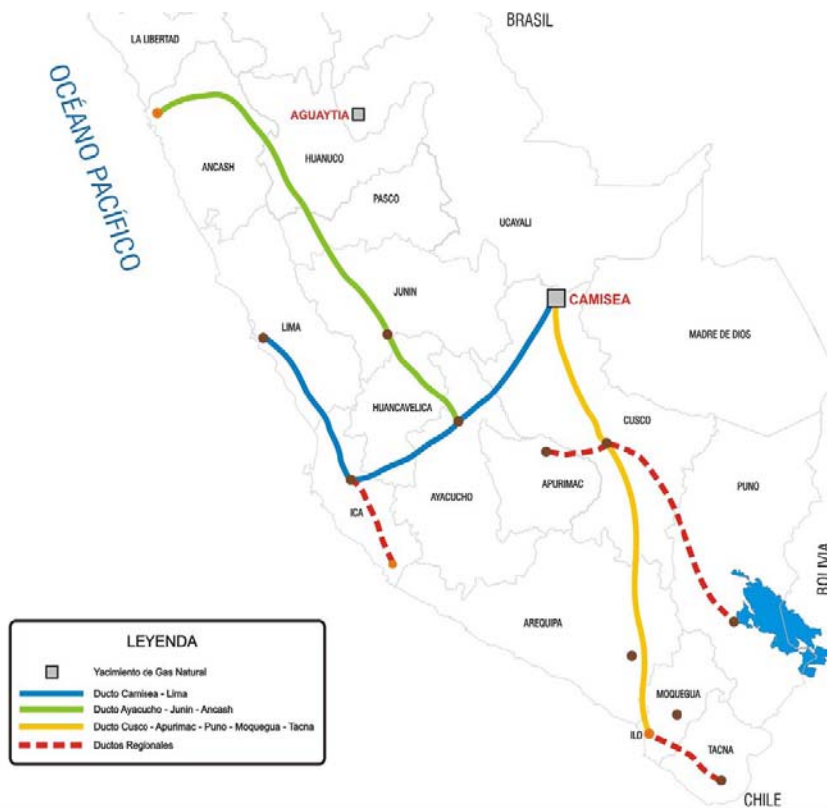 BRASIL
LA LIBERTAD
OCÉANO PACÍFICO
AGUAYTIA
HUANUCO
ANCASH
PASCO
UCAYALI
CAMISEA
JUNIN
LIMA
MADRE DE DIOS
HUANCAVELICA
CUSCO
APURIMAC
PUNO
AYACUCHO
ICA
BOLIVIA
AREQUIPA
MOQUEGUA
ILO
TACNA
CHILE
LEYENDA
Yacimiento de Gas Natural
Ducto Camisea - Lima
Ducto Ayacucho - Junin - Ancash
Ducto Cusco - Apurimac - Puno - Moquegua - Tacna
Ductos Regionales